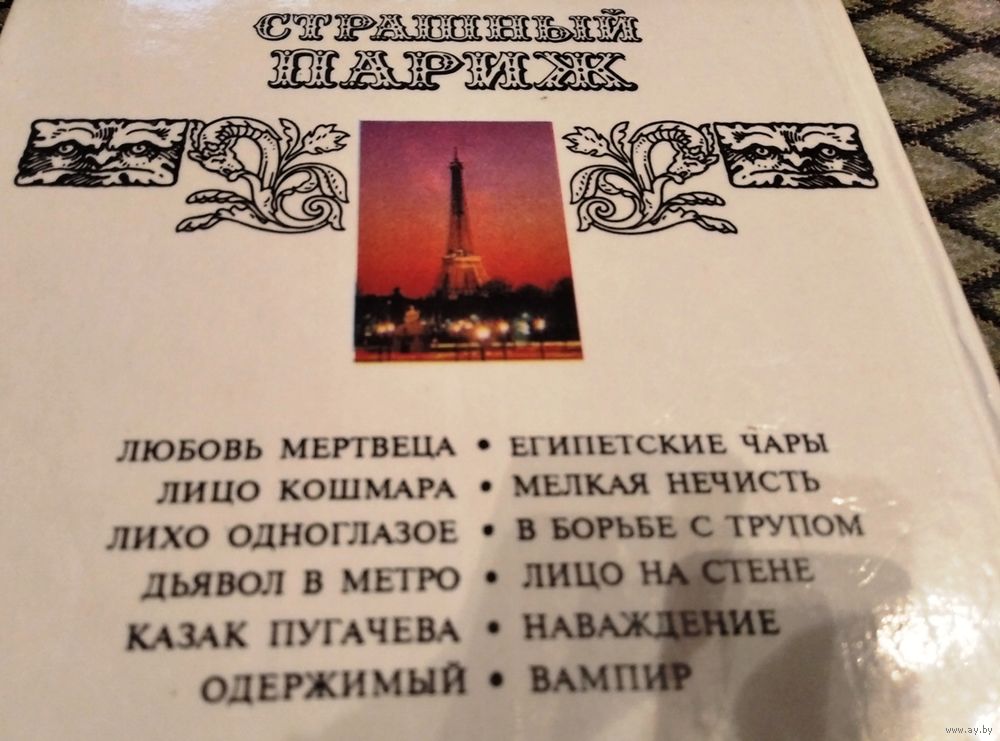 СТРАШНЫЙ
ПАРИЖ
ЛЮБОВЬ МЕРТВЕЦА • ЕГИПЕТСКИЕ ЧАРЫ
ЛИЦО КОШМАРА • МЕЛКАЯ НЕЧИСТЬ
ЛИХО ОДНОГЛАЗОЕ • В БОРЬБЕ С ТРУПОМ
ДЬЯВОЛ В МЕТРО • ЛИЦО НА СТЕНЕ
КАЗАК ПУГАЧЕВА • НАВАЖДЕНИЕ
ОДЕРЖИМЫЙ • ВАМПИР
www.ay.by